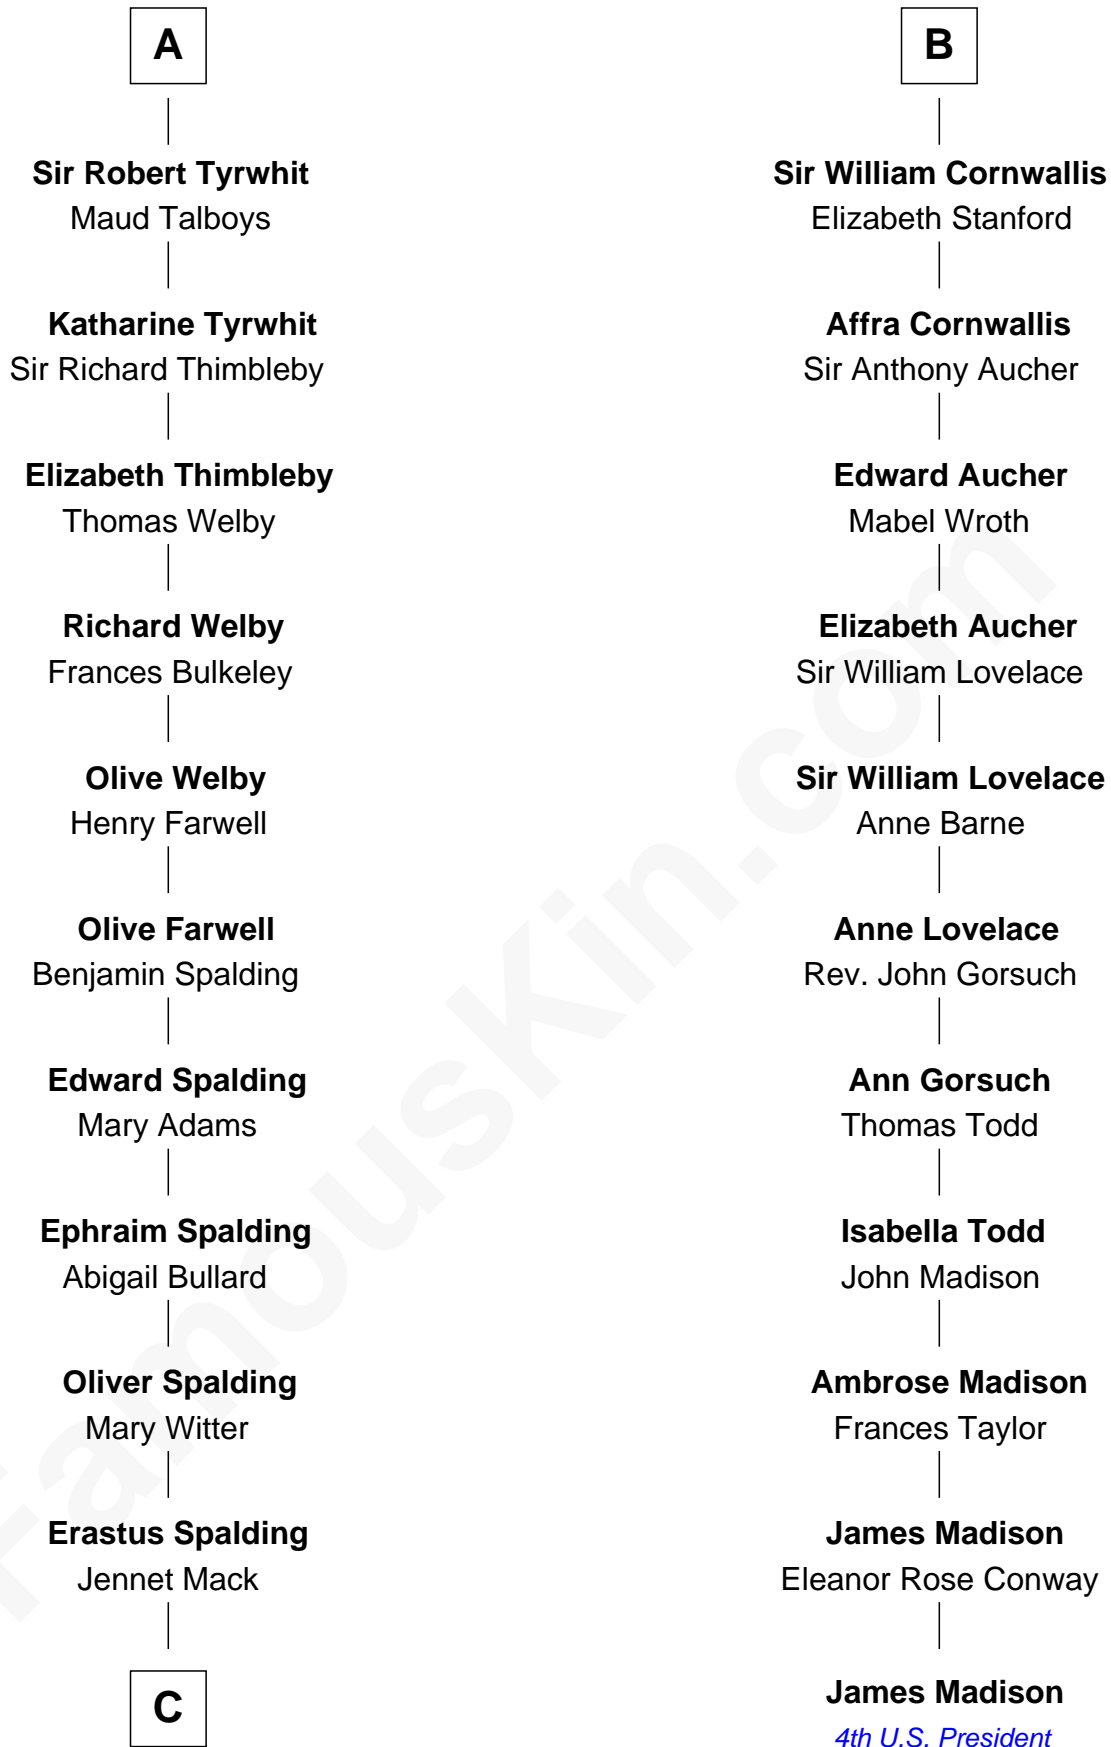 A
Sir Robert Tyrwhit
Maud Talboys
Katharine Tyrwhit
Sir Richard Thimbleby
Elizabeth Thimbleby
Thomas Welby
Richard Welby
Frances Bulkeley
Olive Welby
Henry Farwell
Olive Farwell
Benjamin Spalding
Edward Spalding
Mary Adams
Ephraim Spalding
Abigail Bullard
Oliver Spalding
Mary Witter
Erastus Spalding
Jennet Mack
C
B
Sir William Cornwallis
Elizabeth Stanford
Affra Cornwallis
Sir Anthony Aucher
Edward Aucher
Mabel Wroth
Elizabeth Aucher
Sir William Lovelace
Sir William Lovelace
Anne Barne
Anne Lovelace
Rev. John Gorsuch
Ann Gorsuch
Thomas Todd
Isabella Todd
John Madison
Ambrose Madison
Frances Taylor
James Madison
Eleanor Rose Conway
James Madison
4th U.S. President
FamousKin.com